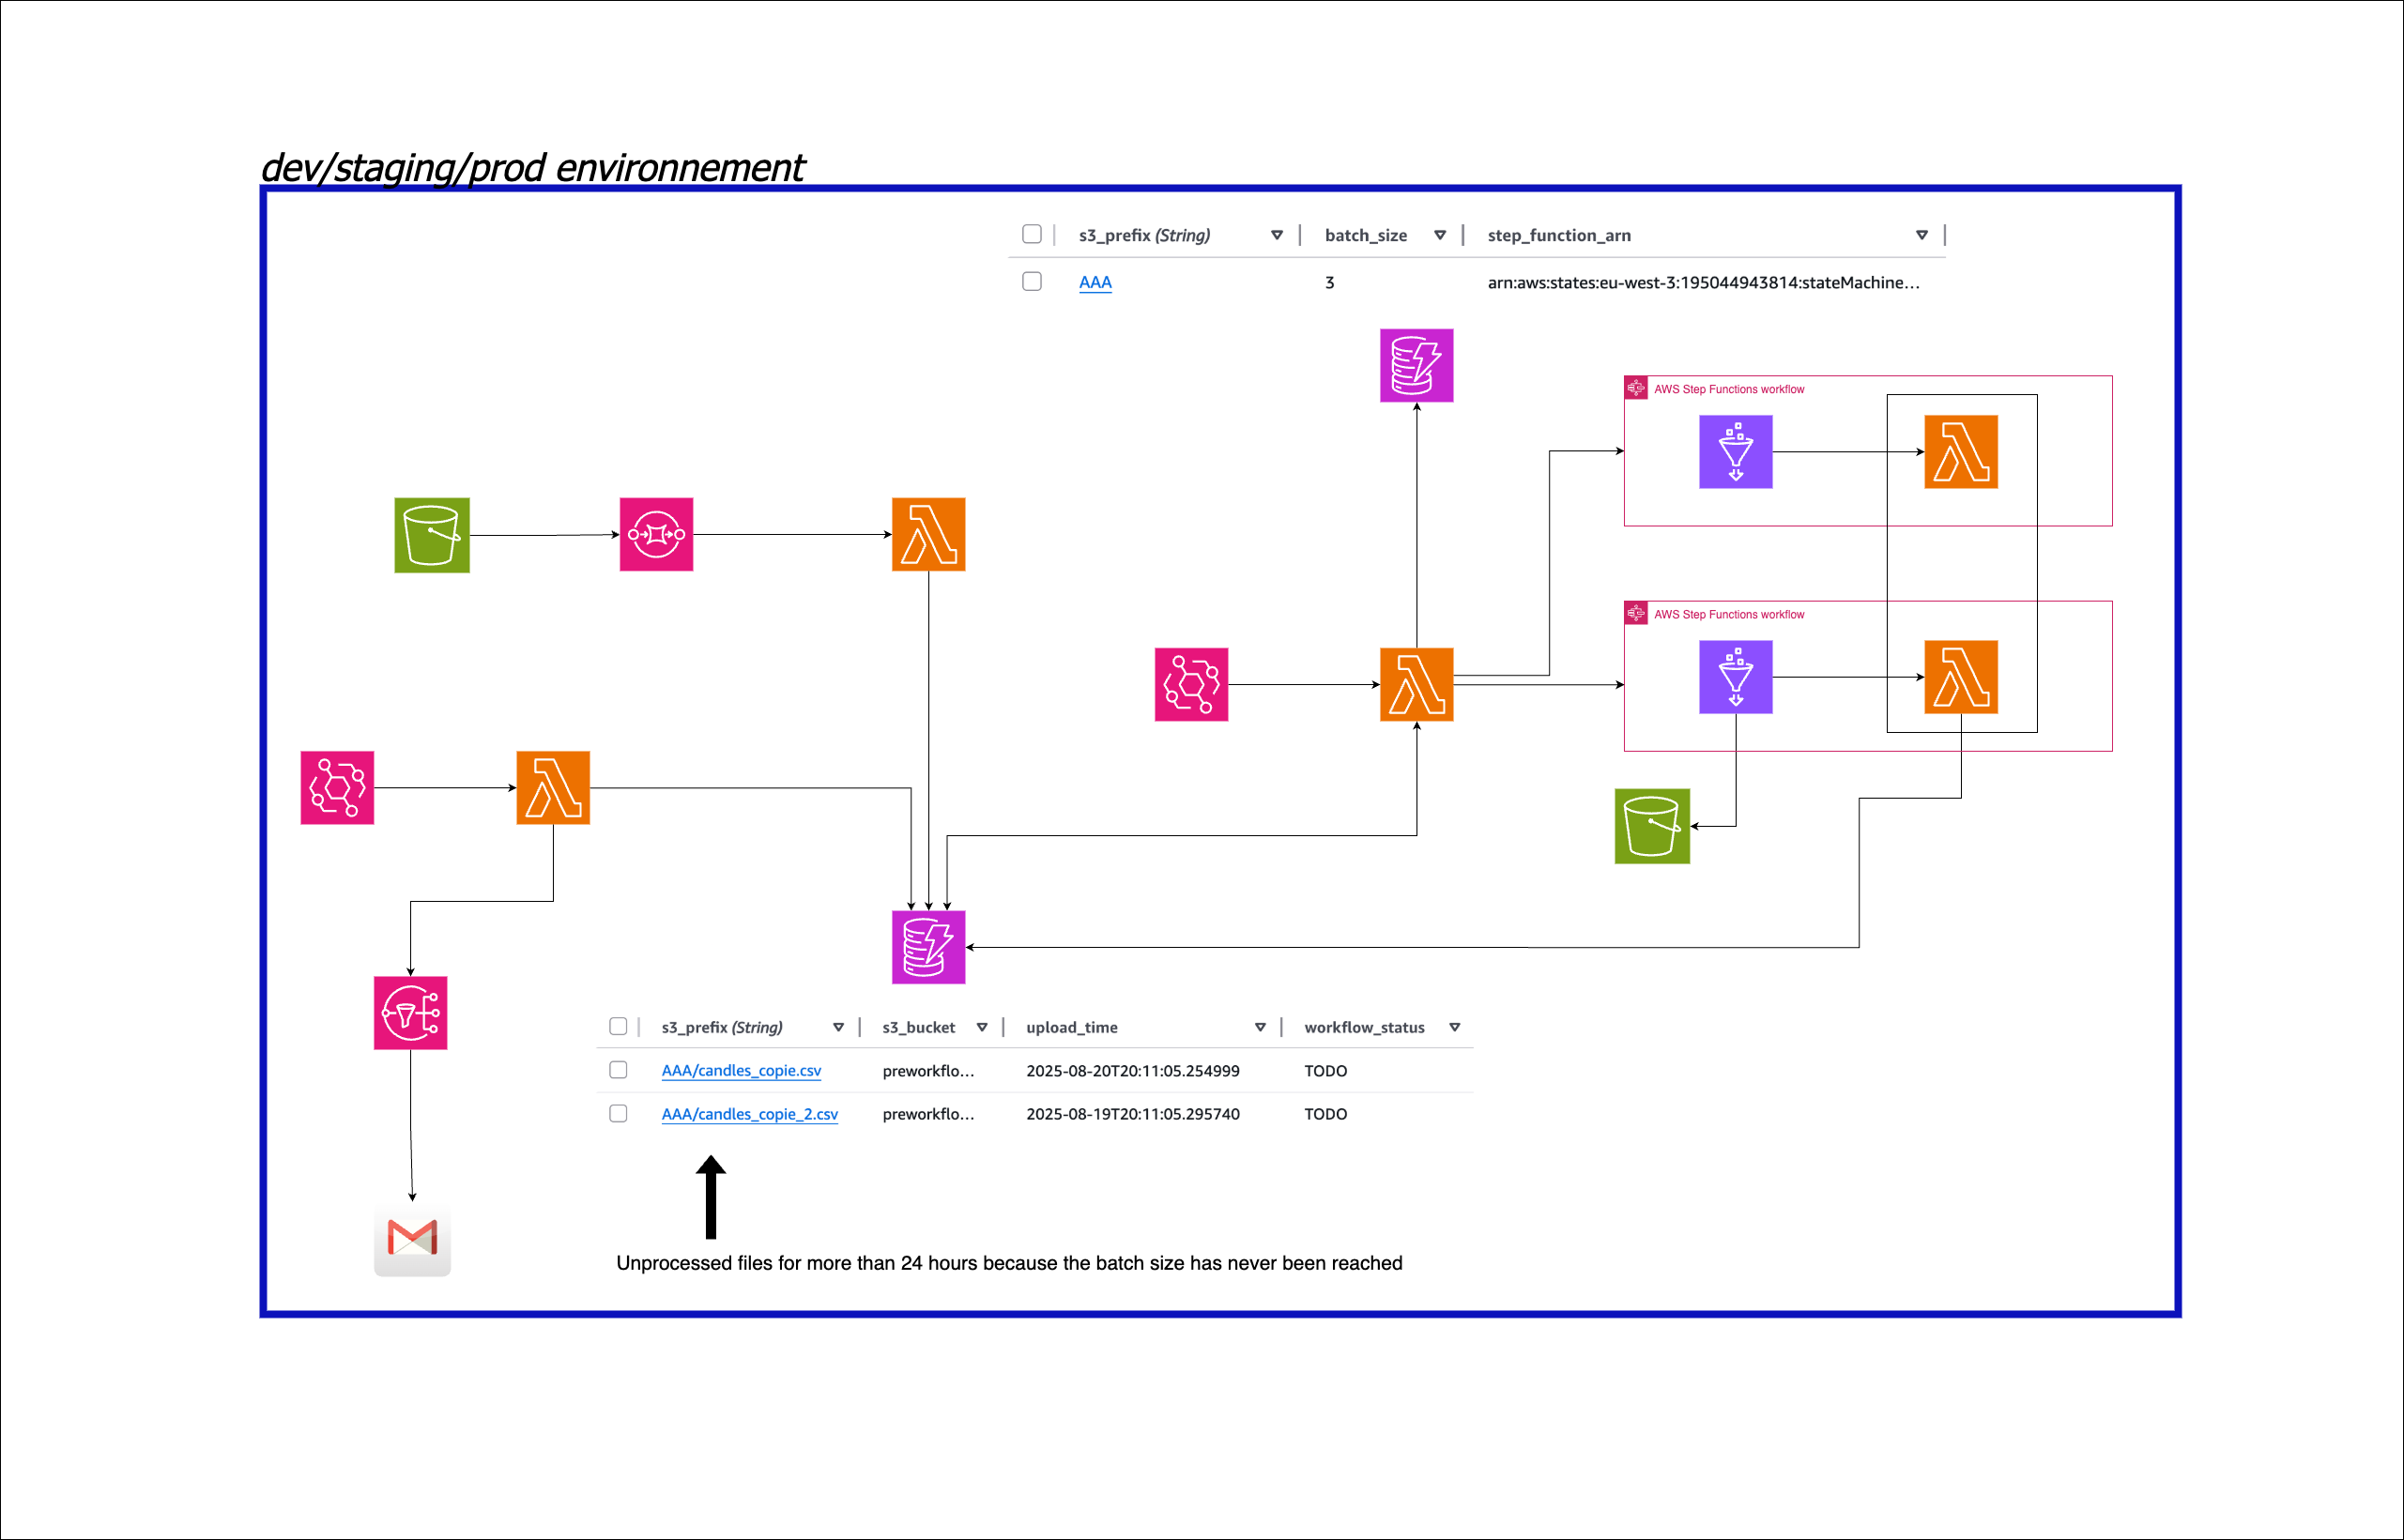 dev/staging/prod environnement
s3_prefix (String) batch_size step_function_arn
AAA 3 arn:aws:states:eu-west-3:195044943814:stateMachine...
AWS Step Functions workflow
AWS Step Functions workflow
s3_prefix (String) s3_bucket upload_time workflow_status
AAA/candles_copie.csv preworkflo... 2025-08-20T20:11:05.254999 TODO
AAA/candles_copie_2.csv preworkflo... 2025-08-19T20:11:05.295740 TODO
Unprocessed files for more than 24 hours because the batch size has never been reached